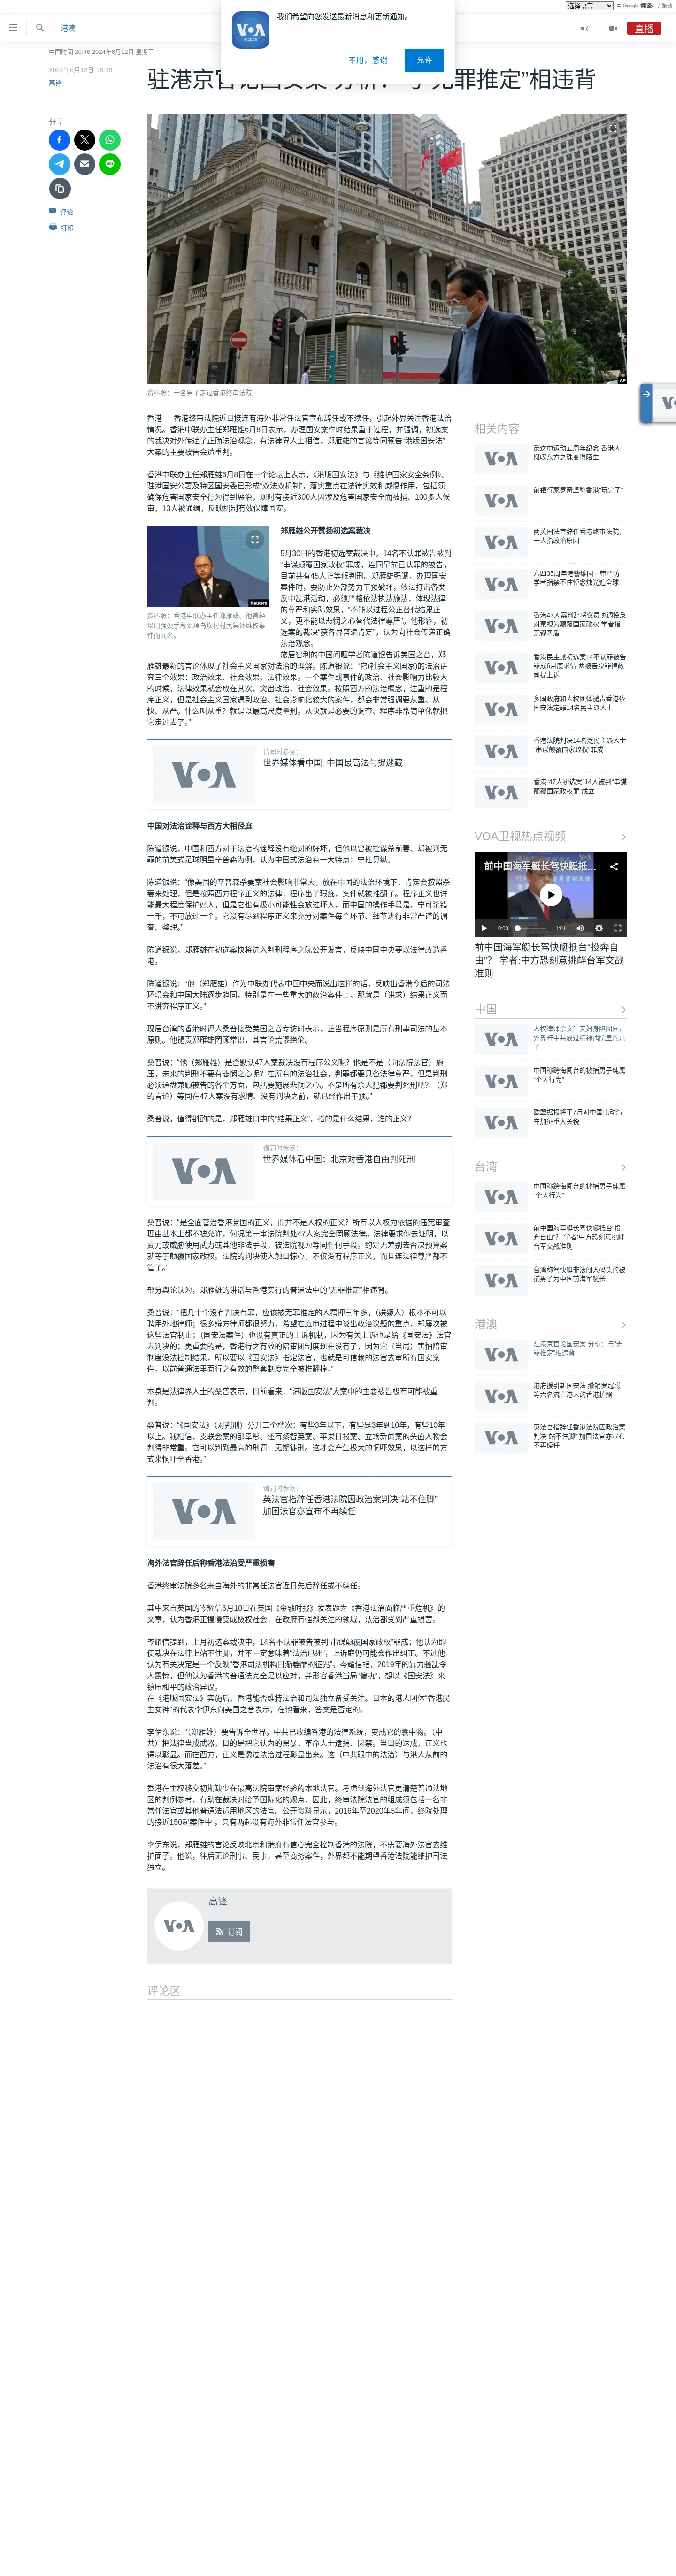 选择语言
由 Google 翻译强力驱动
VOA
我们希望向您发送最新消息和更新通知。
不用，感谢
允许
港澳
直播
中国时间 20:46 2024年6月12日 星期三
2024年6月12日 18:19
高锋
驻港京官论国安案 分析：与“无罪推定”相违背
分享
评论
打印
AP
资料照：一名男子走过香港终审法院
香港 — 香港终审法院近日接连有海外非常任法官宣布辞任或不续任，引起外界关注香港法治
情况。香港中联办主任郑雁雄6月8日表示，办理国安案件时结果重于过程，并强调，初选案
的裁决对外传递了正确法治观念。有法律界人士相信，郑雁雄的言论等同预告“港版国安法”
大案的主要被告会遭重判。
香港中联办主任郑雁雄6月8日在一个论坛上表示，《港版国安法》与《维护国家安全条例》、
驻港国安公署及特区国安委已形成“双法双机制”，落实重点在法律实效和威慑作用，包括须
确保危害国家安全行为得到惩治。现时有接近300人因涉及危害国家安全而被捕、100多人候
审，13人被通缉，反映机制有效保障国安。
Reuters
资料照：香港中联办主任郑雁雄。他曾经
以用强硬手段处理乌坎村村民集体维权事
件而闻名。
郑雁雄公开赞扬初选案裁决
5月30日的香港初选案裁决中，14名不认罪被告被判
“串谋颠覆国家政权”罪成，连同早前已认罪的被告，
目前共有45人正等候判刑。郑雁雄强调，办理国安
案件时，要防止外部势力干预破坏，依法打击各类
反中乱港活动，必须严格依法执法施法，体现法律
的尊严和实际效果，“不能以过程公正替代结果正
义，更不能以悲悯之心替代法律尊严”。他形容，初
选案的裁决“获各界普遍肯定”，认为向社会传递正确
法治观念。
旅居智利的中国问题学者陈道银告诉美国之音，郑
雁雄最新的言论体现了社会主义国家对法治的理解。陈道银说：“它(社会主义国家)的法治讲
究三个效果：政治效果、社会效果、法律效果。一个案件或事件的政治、社会影响力比较大
的时候，法律效果就会放在其次，突出政治、社会效果。按照西方的法治概念，注重的是程
序正义，但是社会主义国家遇到政治、社会影响比较大的案件，都会非常强调要从重、从
快、从严。什么叫从重？就是以最高尺度量刑。从快就是必要的调查、程序非常简单化就把
它走过去了。”
VOA
请同时参阅：
世界媒体看中国: 中国最高法与捉迷藏
中国对法治诠释与西方大相径庭
陈道银认为，中国和西方对于法治的诠释没有绝对的好坏，但他以曾被控谋杀前妻、却被判无
罪的前美式足球明星辛普森为例，认为中国式法治有一大特点：宁枉毋纵。
陈道银说：“像美国的辛普森杀妻案社会影响非常大，放在中国的法治环境下，肯定会按照杀
妻来处理，但是按照西方程序正义的法律，程序出了瑕疵，案件就被推翻了。程序正义也许
能最大程度保护好人，但是它也有极小可能性会放过坏人，而中国的操作手段是，宁可杀错
一千，不可放过一个。它没有尽到程序正义来充分对案件每个环节、细节进行非常严谨的调
查、整理。”
陈道银说，郑雁雄在初选案快将进入判刑程序之际公开发言，反映中国中央要以法律改造香
港。
陈道银说：“他（郑雁雄）作为中联办代表中国中央而说出这样的话，反映出香港今后的司法
环境会和中国大陆逐步趋同，特别是在一些重大的政治案件上，那就是（讲求）结果正义而
不讲究程序正义。”
现居台湾的香港时评人桑普接受美国之音专访时表示，正当程序原则是所有刑事司法的基本
原则。他谴责郑雁雄罔顾常识，其言论荒谬绝伦。
桑普说：“他（郑雁雄）是否默认47人案裁决没有程序公义呢？他是不是（向法院法官）施
压，未来的判刑不要有悲悯之心呢？在所有的法治社会，判罪都要具备法律尊严，但是判刑
必须通盘兼顾被告的各个方面，包括要施展悲悯之心。不是所有杀人犯都要判死刑吧？（郑
的言论）等同在47人案没有求情、没有判决之前，就已经作出干预。”
桑普说，值得斟酌的是，郑雁雄口中的“结果正义”，指的是什么结果，谁的正义？
VOA
请同时参阅：
世界媒体看中国：北京对香港自由判死刑
桑普说：“是全面管治香港党国的正义，而并不是人权的正义？所有以人权为依据的违宪审查
理由基本上都不被允许，何况第一审法院判处47人案完全罔顾法律。法律要求你去证明，以
武力或威胁使用武力或其他非法手段，被法院视为等同任何手段。约定无差别去否决预算案
就等于颠覆国家政权。法院的判决使人触目惊心，不仅没有程序正义，而且连法律尊严都不
管了。”
部分舆论认为，郑雁雄的讲话与香港实行的普通法中的“无罪推定”相违背。
桑普说：“把几十个没有判决有罪，应该被无罪推定的人羁押三年多；（嫌疑人）根本不可以
聘用外地律师；很多辩方律师都很努力，希望在庭审过程中说出政治议题的重点，却屡次被
这些法官制止；（国安法案件）也没有真正的上诉机制，因为有关上诉也是给《国安法》法官
去判决的；更重要的是，香港行之有效的陪审团制度现在没有了，因为它（当局）害怕陪审
制度没法控制结果，所以要以《国安法》指定法官，也就是可信赖的法官去审所有国安案
件。以前普通法里面行之有效的整套制度完全被推翻掉。”
本身是法律界人士的桑普表示，目前看来，“港版国安法”大案中的主要被告极有可能被重
判。
桑普说：“《国安法》（对判刑）分开三个档次：有些3年以下，有些是3年到10年，有些10年
以上。我相信，支联会案的邹幸彤、还有黎智英案、苹果日报案、立场新闻案的头面人物会
判得非常重。它可以判到最高的刑罚：无期徒刑。这才会产生极大的恫吓效果，以这样的方
式来恫吓全香港。”
VOA
请同时参阅：
英法官指辞任香港法院因政治案判决“站不住脚”
加国法官亦宣布不再续任
海外法官辞任后称香港法治受严重损害
香港终审法院多名来自海外的非常任法官近日先后辞任或不续任。
其中来自英国的岑耀信6月10日在英国《金融时报》发表题为《香港法治面临严重危机》的
文章，认为香港正慢慢变成极权社会，在政府有强烈关注的领域，法治都受到严重损害。
岑耀信提到，上月初选案裁决中，14名不认罪被告被判“串谋颠覆国家政权”罪成；他认为即
使裁决在法律上站不住脚，并不一定意味着“法治已死”，上诉庭仍可能会作出纠正。不过他
认为有关决定是一个反映“香港司法机构日渐萎靡的征兆”。岑耀信指，2019年的暴力骚乱令
人震惊，但他认为香港的普通法完全足以应对，并形容香港当局“偏执”，想以《国安法》来
镇压和平的政治异议。
在《港版国安法》实施后，香港能否维持法治和司法独立备受关注。日本的港人团体“香港民
主女神”的代表李伊东向美国之音表示，在他看来，答案是否定的。
李伊东说：“（郑雁雄）要告诉全世界，中共已收编香港的法律系统，变成它的囊中物。（中
共）把法律当成武器，目的是把它认为的黑暴、革命人士逮捕、囚禁。当目的达成，正义也
得以彰显。而在西方，正义是透过法治过程彰显出来。这（中共眼中的法治）与港人从前的
法治有很大落差。”
香港在主权移交初期缺少在最高法院审案经验的本地法官。考虑到海外法官更清楚普通法地
区的判例参考，有助在裁决时给予国际化的观点，因此，终审法院法官的组成须包括一名非
常任法官或其他普通法适用地区的法官。公开资料显示，2016年至2020年5年间，终院处理
的接近150起案件中 ，只有两起没有海外非常任法官参与。
李伊东说，郑雁雄的言论反映北京和港府有信心完全控制香港的法院，不需要海外法官去维
护面子。他说，往后无论刑事、民事，甚至商务案件，外界都不能期望香港法院能维护司法
独立。
VOA
高锋
订阅
评论区
相关内容
反送中运动五周年纪念 香港人
慨叹东方之珠变得陌生
前银行家罗奇坚称香港“玩完了”
两英国法官辞任香港终审法院，
一人指政治原因
六四35周年港警维园一带严防
学者指禁不住悼念烛光遍全球
香港47人案判辞将议员协调投反
对票视为颠覆国家政权 学者指
荒谬矛盾
香港民主派初选案14不认罪被告
罪成6月底求情 两被告脱罪律政
司提上诉
多国政府和人权团体谴责香港依
国安法定罪14名民主派人士
香港法院判决14名泛民主派人士
“串谋颠覆国家政权”罪成
香港“47人初选案”14人被判“串谋
颠覆国家政权罪”成立
VOA卫视热点视频
前中国海军艇长驾快艇抵...
0:00
1:01
前中国海军艇长驾快艇抵台“投奔自
由”？ 学者:中方恐刻意挑衅台军交战
准则
中国
人权律师余文生夫妇身陷囹圄，
外界吁中共放过精神病院里的儿
子
中国称跨海闯台的被捕男子纯属
“个人行为”
欧盟据报将于7月对中国电动汽
车加征重大关税
台湾
中国称跨海闯台的被捕男子纯属
“个人行为”
前中国海军艇长驾快艇抵台“投
奔自由”？ 学者:中方恐刻意挑衅
台军交战准则
台湾称驾快艇非法闯入码头的被
捕男子为中国前海军艇长
港澳
驻港京官论国安案 分析：与“无
罪推定”相违背
港府援引新国安法 撤销罗冠聪
等六名流亡港人的香港护照
英法官指辞任香港法院因政治案
判决“站不住脚” 加国法官亦宣布
不再续任